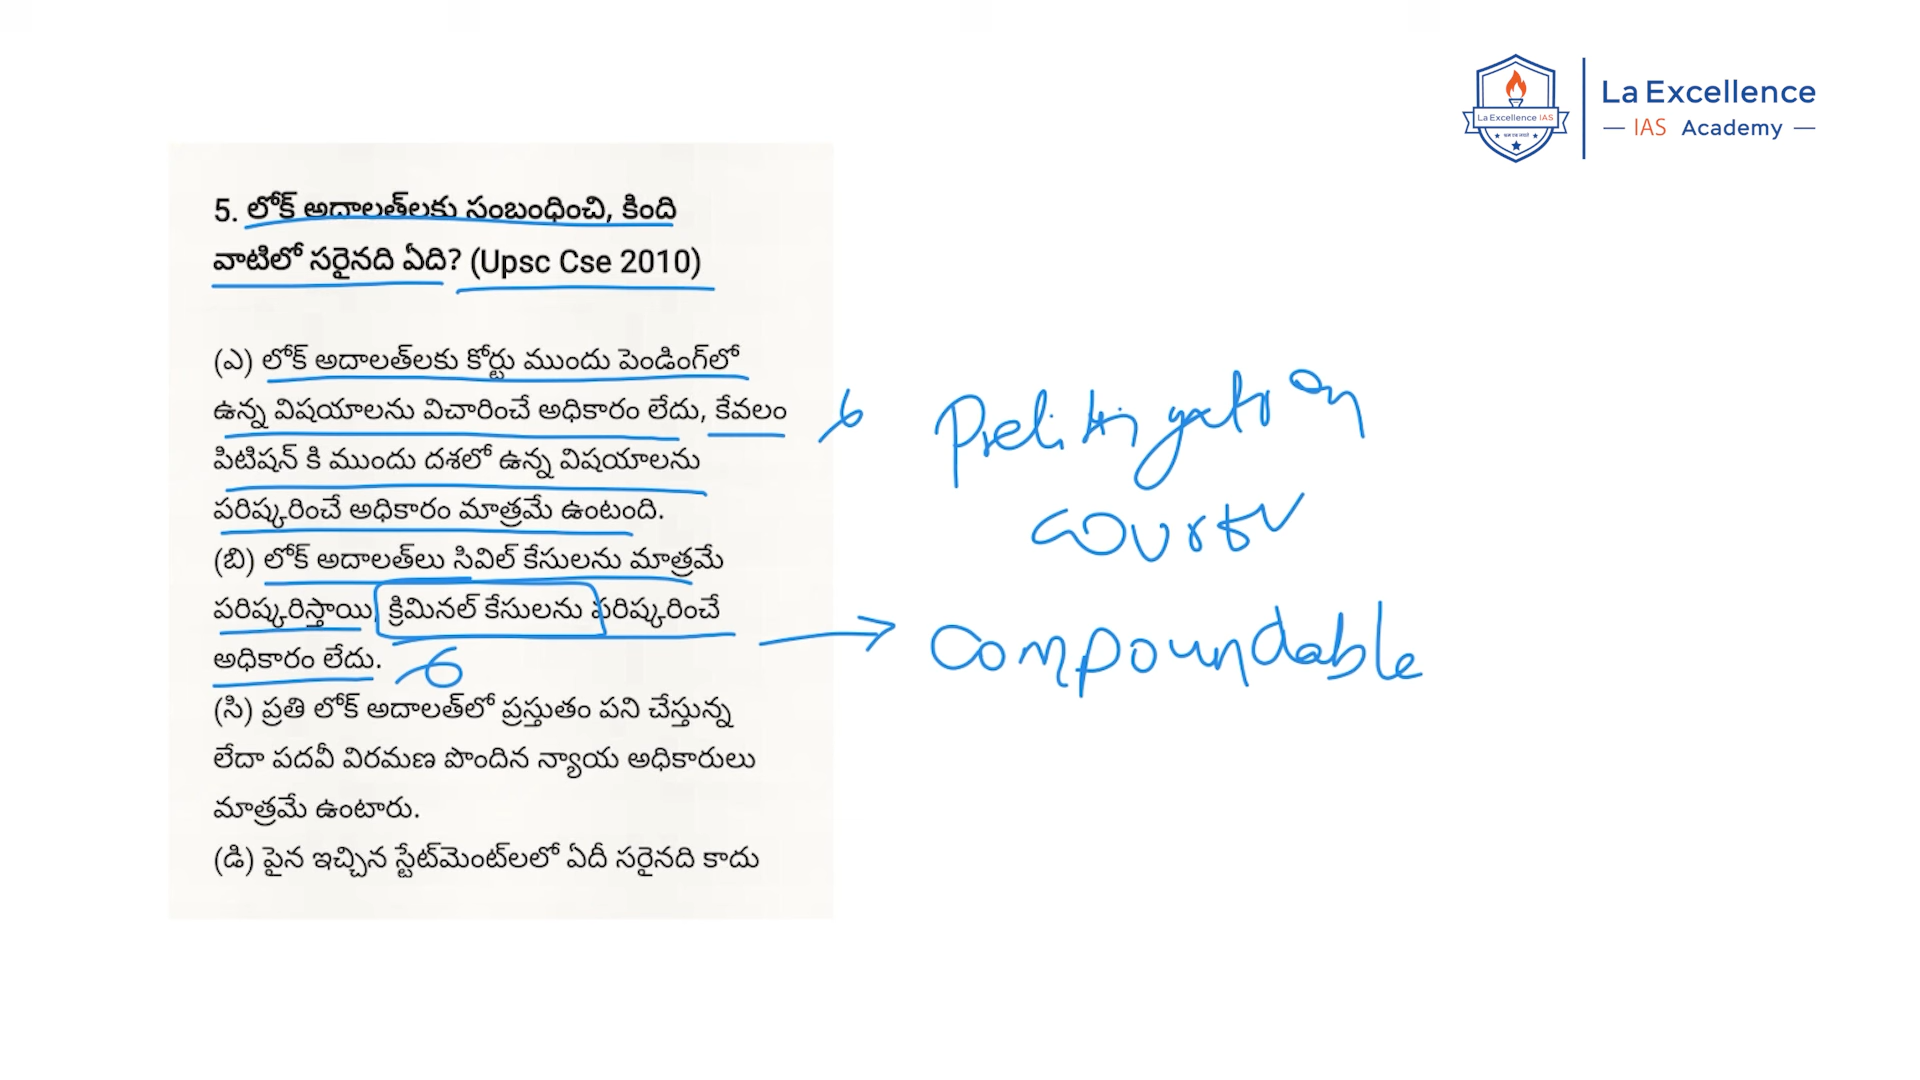 La Excellence
IAS Academy
La Excellence IAS
5. లోక్ అదాలత్‌లకు సంబంధించి, కింది
వాటిలో సరైనది ఏది? (Upsc Cse 2010)
(ఎ) లోక్ అదాలత్‌లకు కోర్టు ముందు పెండింగ్‌లో
ఉన్న విషయాలను విచారించే అధికారం లేదు, కేవలం
పిటిషన్ కి ముందు దశలో ఉన్న విషయాలను
పరిష్కరించే అధికారం మాత్రమే ఉంటుంది.
(బి) లోక్ అదాలత్‌లు సివిల్ కేసులను మాత్రమే
పరిష్కరిస్తాయి, క్రిమినల్ కేసులను పరిష్కరించే
అధికారం లేదు.
(సి) ప్రతి లోక్ అదాలత్‌లో ప్రస్తుతం పని చేస్తున్న
లేదా పదవీ విరమణ పొందిన న్యాయ అధికారులు
మాత్రమే ఉంటారు.
(డి) పైన ఇచ్చిన స్టేట్‌మెంట్‌లలో ఏదీ సరైనది కాదు
Prelitigation
compoundable